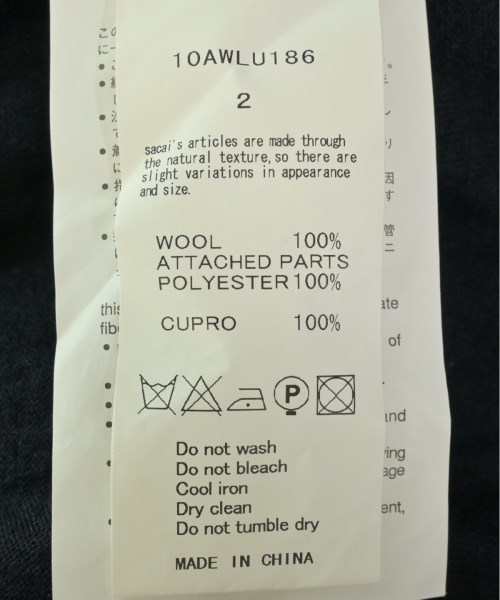 10AWLU186
2
sacai's articles are made through
the natural texture, so there are
slight variations in appearance
and size.
WOOL 100%
ATTACHED PARTS
POLYESTER 100%
CUPRO 100%
P
Do not wash
Do not bleach
Cool iron
Dry clean
Do not tumble dry
MADE IN CHINA
this
of